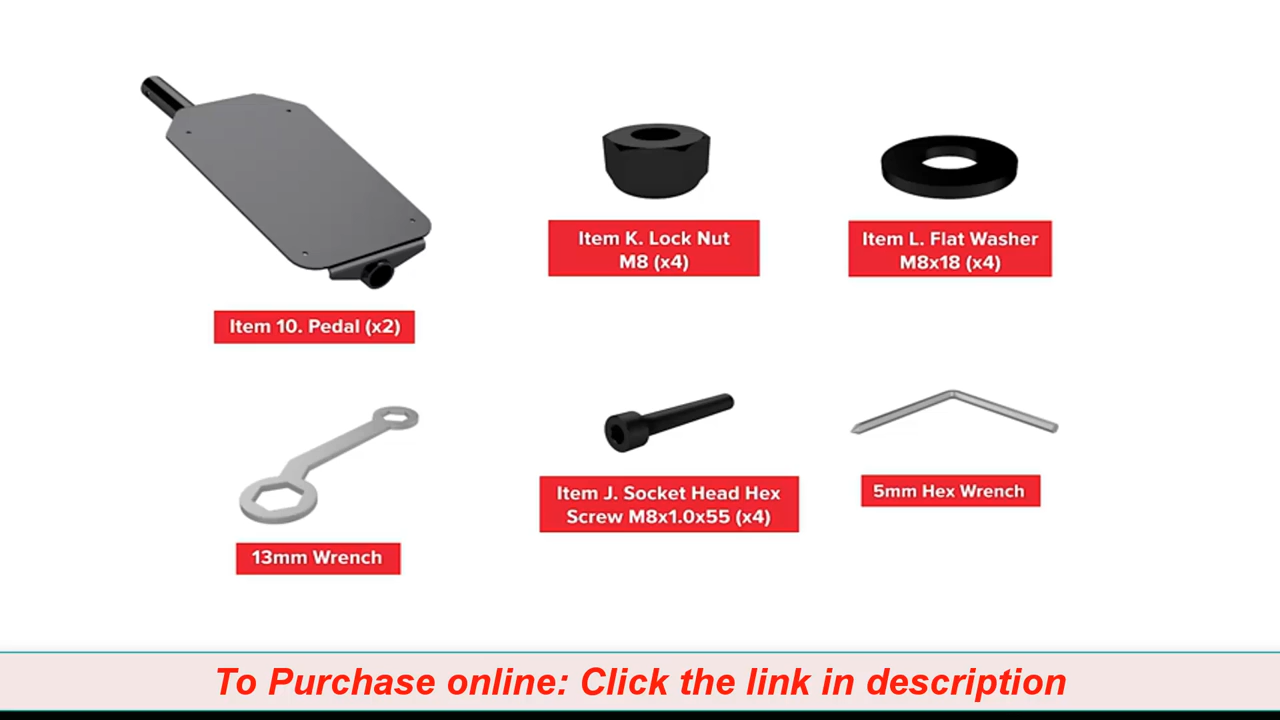 Item K. Lock Nut
M8 (x4)
Item L. Flat Washer
M8x18 (x4)
Item 10. Pedal (x2)
Item J. Socket Head Hex
Screw M8x1.0x55 (x4)
5mm Hex Wrench
13mm Wrench
To Purchase online: Click the link in description